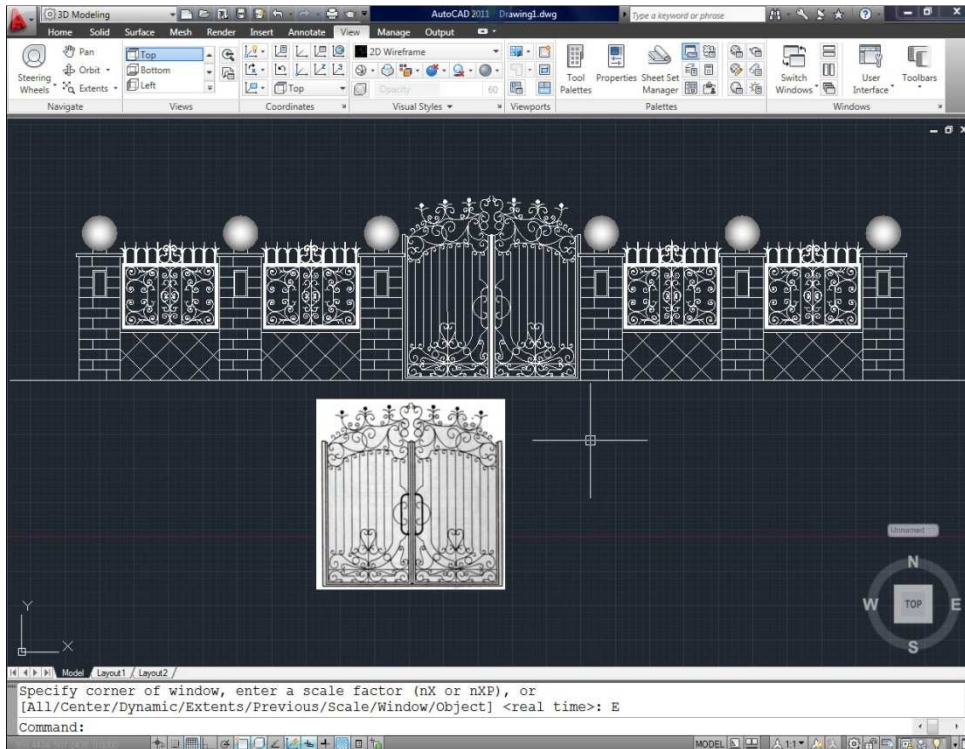 3D Modeling
AutoCAD 2011 Drawing1.dwg
Type a keyword or phrase
Home Solid Surface Mesh Render Insert Annotate View Manage Output
Steering Wheels
Pan
Orbit
Extents
Navigate
Top
Bottom
Left
Views
Top
Coordinates
2D Wireframe
Opacity 60
Visual Styles
Viewports
Tool Palettes
Properties
Sheet Set Manager
Palettes
Switch Windows
User Interface
Toolbars
Windows
Unnamed
N
W TOP E
S
Y
X
Model Layout1 Layout2
Specify corner of window, enter a scale factor (nX or nXP), or
[All/Center/Dynamic/Extents/Previous/Scale/Window/Object] <real time>: E
Command:
MODEL 1:1